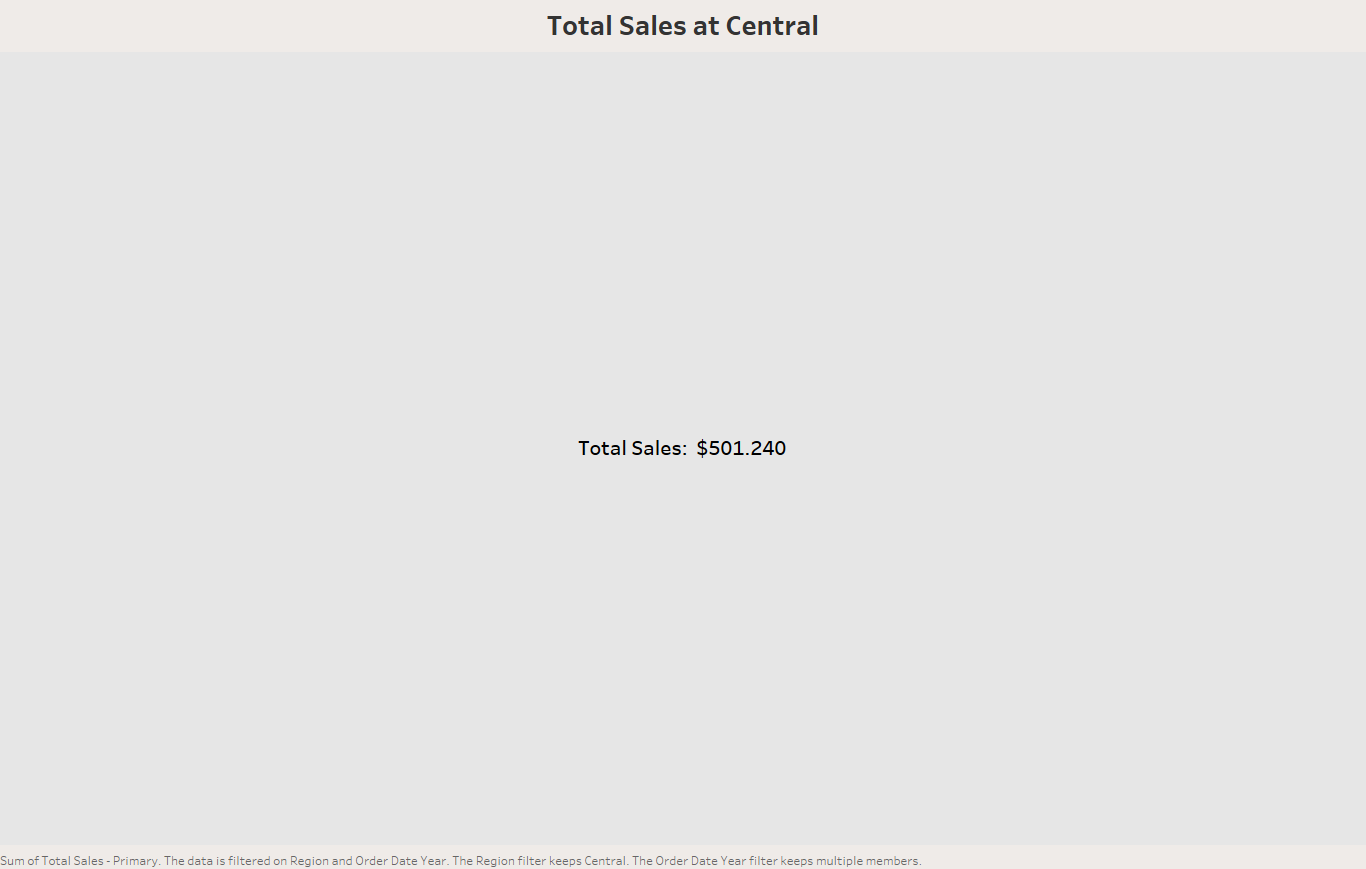 Total Sales at Central
Total Sales: $501.240
Sum of Total Sales - Primary. The data is filtered on Region and Order Date Year. The Region filter keeps Central. The Order Date Year filter keeps multiple members.